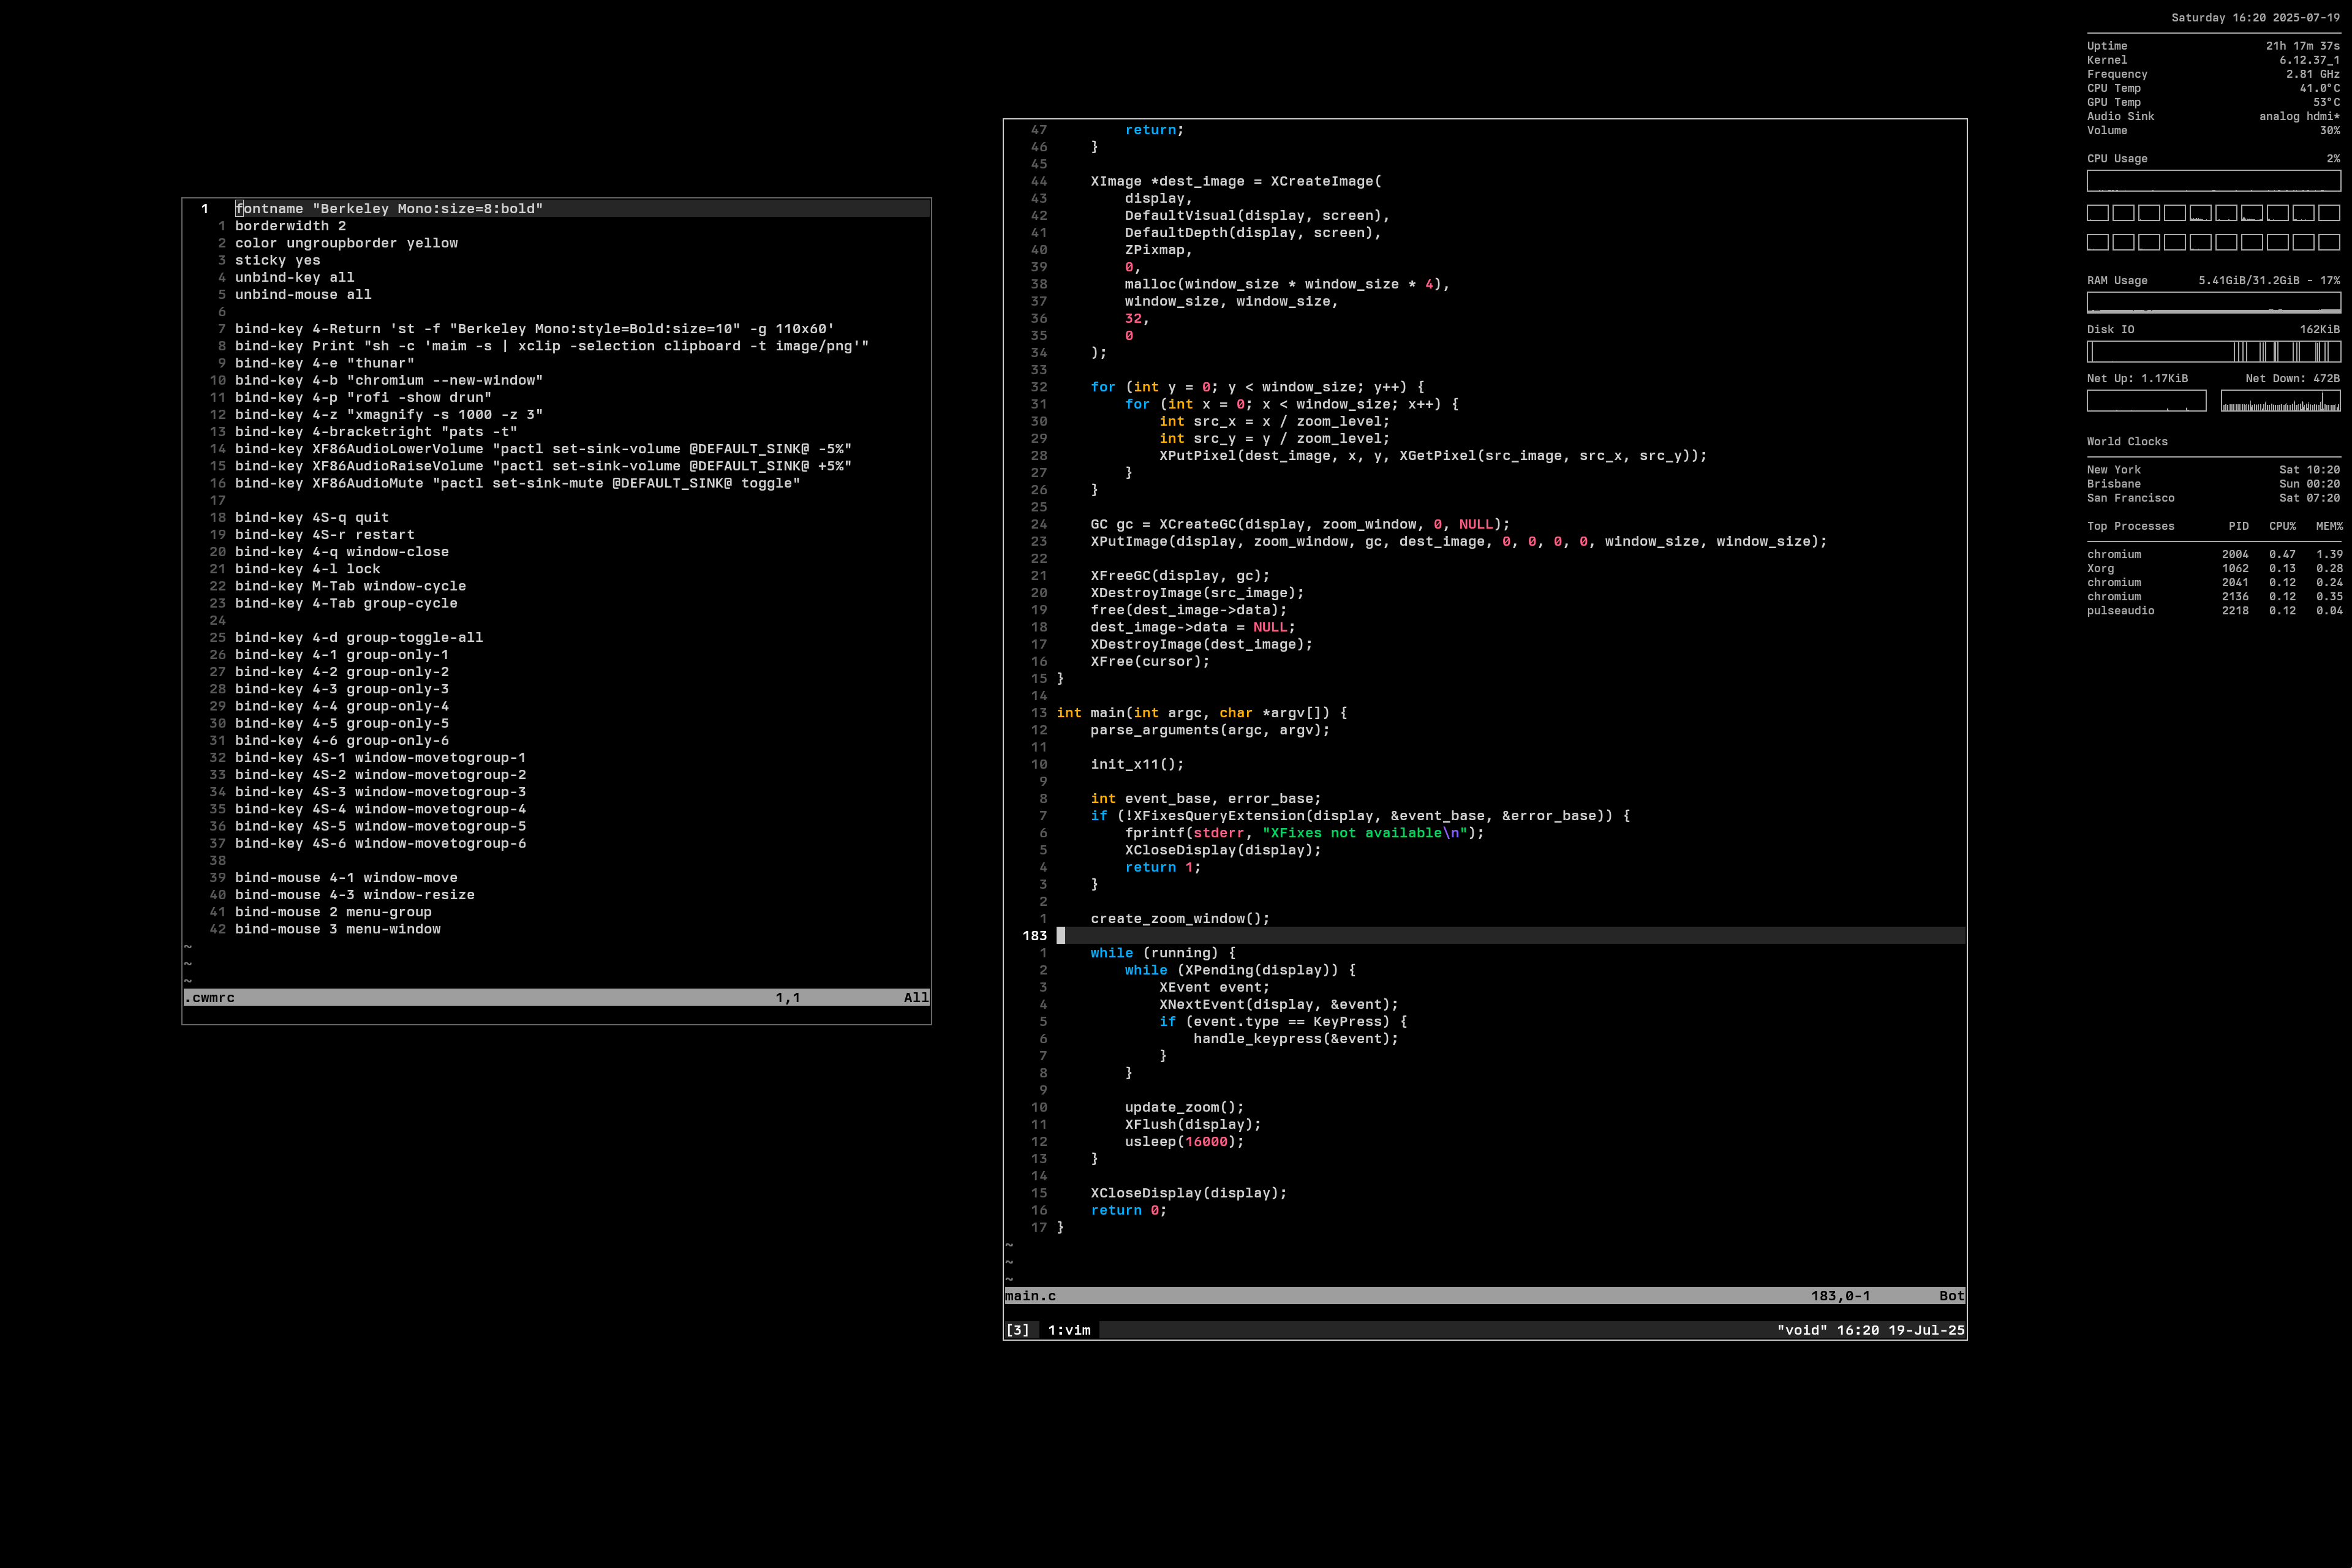 1 fontname "Berkeley Mono:size=8:bold"
1 borderwidth 2
2 color ungroupborder yellow
3 sticky yes
4 unbind-key all
5 unbind-mouse all
6
7 bind-key 4-Return 'st -f "Berkeley Mono:style=Bold:size=10" -g 110x60'
8 bind-key Print "sh -c 'maim -s | xclip -selection clipboard -t image/png'"
9 bind-key 4-e "thunar"
10 bind-key 4-b "chromium --new-window"
11 bind-key 4-p "rofi -show drun"
12 bind-key 4-z "xmagnify -s 1000 -z 3"
13 bind-key 4-bracketright "pats -t"
14 bind-key XF86AudioLowerVolume "pactl set-sink-volume @DEFAULT_SINK@ -5%"
15 bind-key XF86AudioRaiseVolume "pactl set-sink-volume @DEFAULT_SINK@ +5%"
16 bind-key XF86AudioMute "pactl set-sink-mute @DEFAULT_SINK@ toggle"
17
18 bind-key 4S-q quit
19 bind-key 4S-r restart
20 bind-key 4-q window-close
21 bind-key 4-l lock
22 bind-key M-Tab window-cycle
23 bind-key 4-Tab group-cycle
24
25 bind-key 4-d group-toggle-all
26 bind-key 4-1 group-only-1
27 bind-key 4-2 group-only-2
28 bind-key 4-3 group-only-3
29 bind-key 4-4 group-only-4
30 bind-key 4-5 group-only-5
31 bind-key 4-6 group-only-6
32 bind-key 4S-1 window-movetogroup-1
33 bind-key 4S-2 window-movetogroup-2
34 bind-key 4S-3 window-movetogroup-3
35 bind-key 4S-4 window-movetogroup-4
36 bind-key 4S-5 window-movetogroup-5
37 bind-key 4S-6 window-movetogroup-6
38
39 bind-mouse 4-1 window-move
40 bind-mouse 4-3 window-resize
41 bind-mouse 2 menu-group
42 bind-mouse 3 menu-window
~
~
~
.cwmrc 1,1 All
47 return;
46 }
45
44 XImage *dest_image = XCreateImage(
43 display,
42 DefaultVisual(display, screen),
41 DefaultDepth(display, screen),
40 ZPixmap,
39 0,
38 malloc(window_size * window_size * 4),
37 window_size, window_size,
36 32,
35 0
34 );
33
32 for (int y = 0; y < window_size; y++) {
31 for (int x = 0; x < window_size; x++) {
30 int src_x = x / zoom_level;
29 int src_y = y / zoom_level;
28 XPutPixel(dest_image, x, y, XGetPixel(src_image, src_x, src_y));
27 }
26 }
25
24 GC gc = XCreateGC(display, zoom_window, 0, NULL);
23 XPutImage(display, zoom_window, gc, dest_image, 0, 0, 0, 0, window_size, window_size);
22
21 XFreeGC(display, gc);
20 XDestroyImage(src_image);
19 free(dest_image->data);
18 dest_image->data = NULL;
17 XDestroyImage(dest_image);
16 XFree(cursor);
15 }
14
13 int main(int argc, char *argv[]) {
12 parse_arguments(argc, argv);
11
10 init_x11();
9
8 int event_base, error_base;
7 if (!XFixesQueryExtension(display, &event_base, &error_base)) {
6 fprintf(stderr, "XFixes not available\n");
5 XCloseDisplay(display);
4 return 1;
3 }
2
1 create_zoom_window();
183
1 while (running) {
2 while (XPending(display)) {
3 XEvent event;
4 XNextEvent(display, &event);
5 if (event.type == KeyPress) {
6 handle_keypress(&event);
7 }
8 }
9
10 update_zoom();
11 XFlush(display);
12 usleep(16000);
13 }
14
15 XCloseDisplay(display);
16 return 0;
17 }
~
~
~
main.c 183,0-1 Bot
[3] 1:vim "void" 16:20 19-Jul-25
Saturday 16:20 2025-07-19
Uptime 21h 17m 37s
Kernel 6.12.37_1
Frequency 2.81 GHz
CPU Temp 41.0°C
GPU Temp 53°C
Audio Sink analog hdmi*
Volume 30%
CPU Usage 2%
RAM Usage 5.41GiB/31.2GiB - 17%
Disk IO 162KiB
Net Up: 1.17KiB Net Down: 472B
World Clocks
New York Sat 10:20
Brisbane Sun 00:20
San Francisco Sat 07:20
Top Processes PID CPU% MEM%
chromium 2004 0.47 1.39
Xorg 1062 0.13 0.28
chromium 2041 0.12 0.24
chromium 2136 0.12 0.35
pulseaudio 2218 0.12 0.04